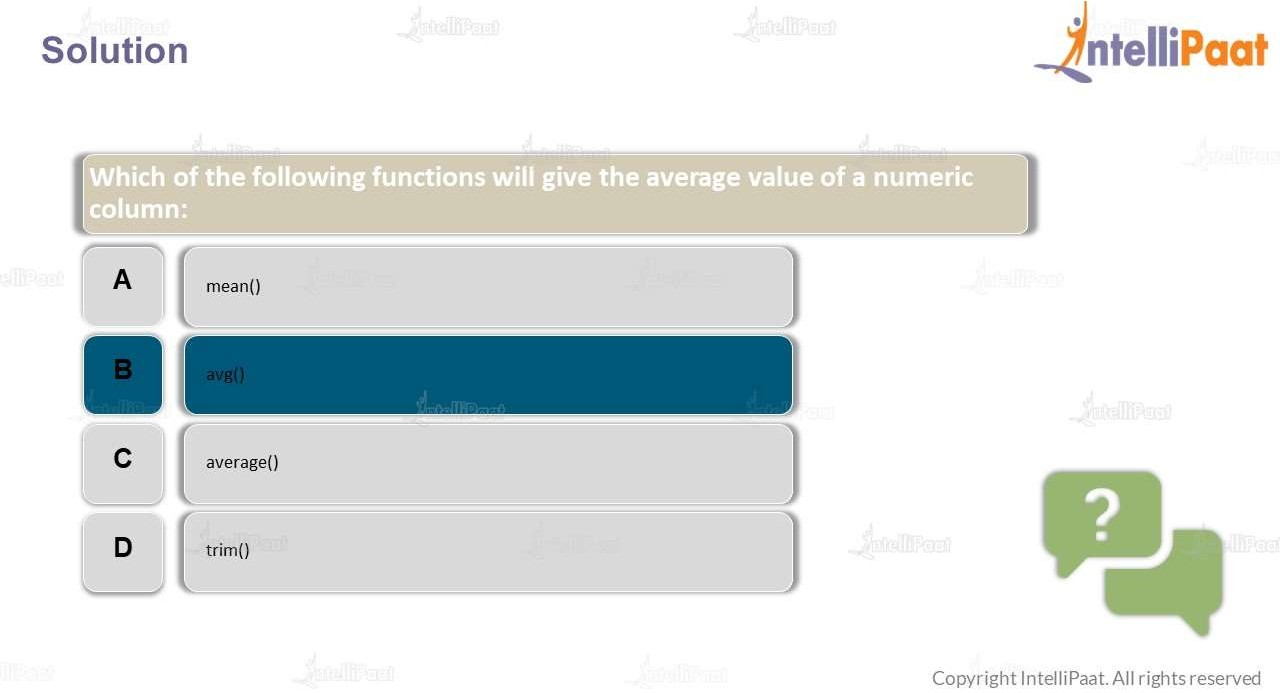 Solution
IntelliPaat
Which of the following functions will give the average value of a numeric
column:
A
mean()
B
avg()
C
average()
D
trim()
?
Copyright IntelliPaat. All rights reserved